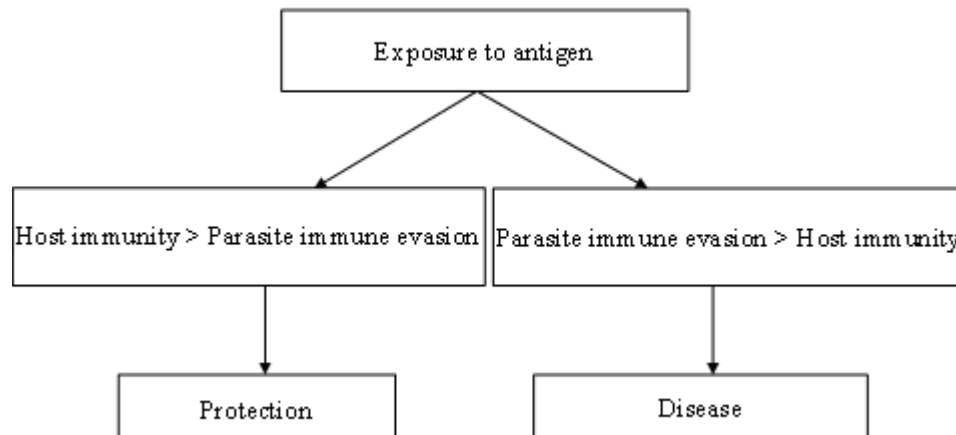 Exposure to antigen
Host immunity > Parasite immune evasion
Parasite immune evasion > Host immunity
Protection
Disease